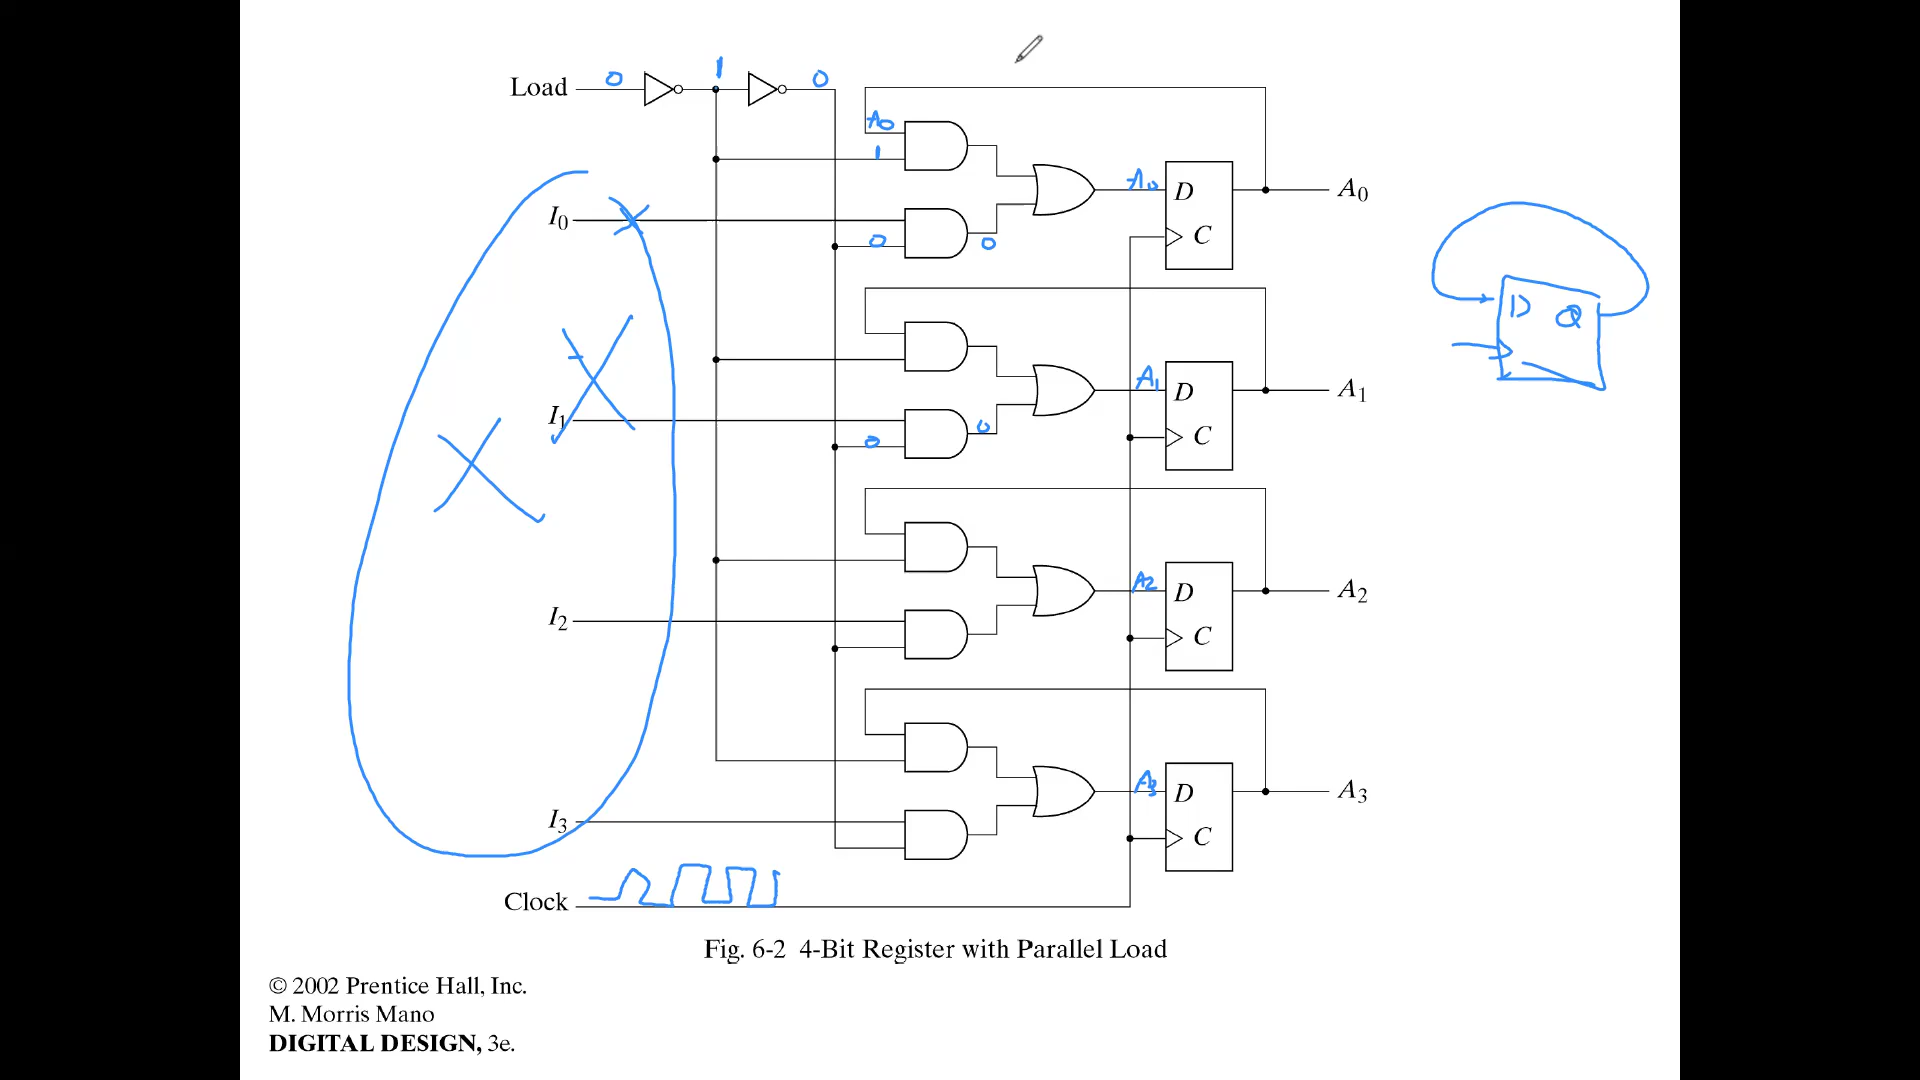 Load 0 1 0
A0
1
I0 A0 D A0
0 0 C
D Q
I1 A1 D A1
0 0 C
I2 A2 D A2
C
I3 A3 D A3
C
Clock
Fig. 6-2 4-Bit Register with Parallel Load
© 2002 Prentice Hall, Inc.
M. Morris Mano
DIGITAL DESIGN, 3e.